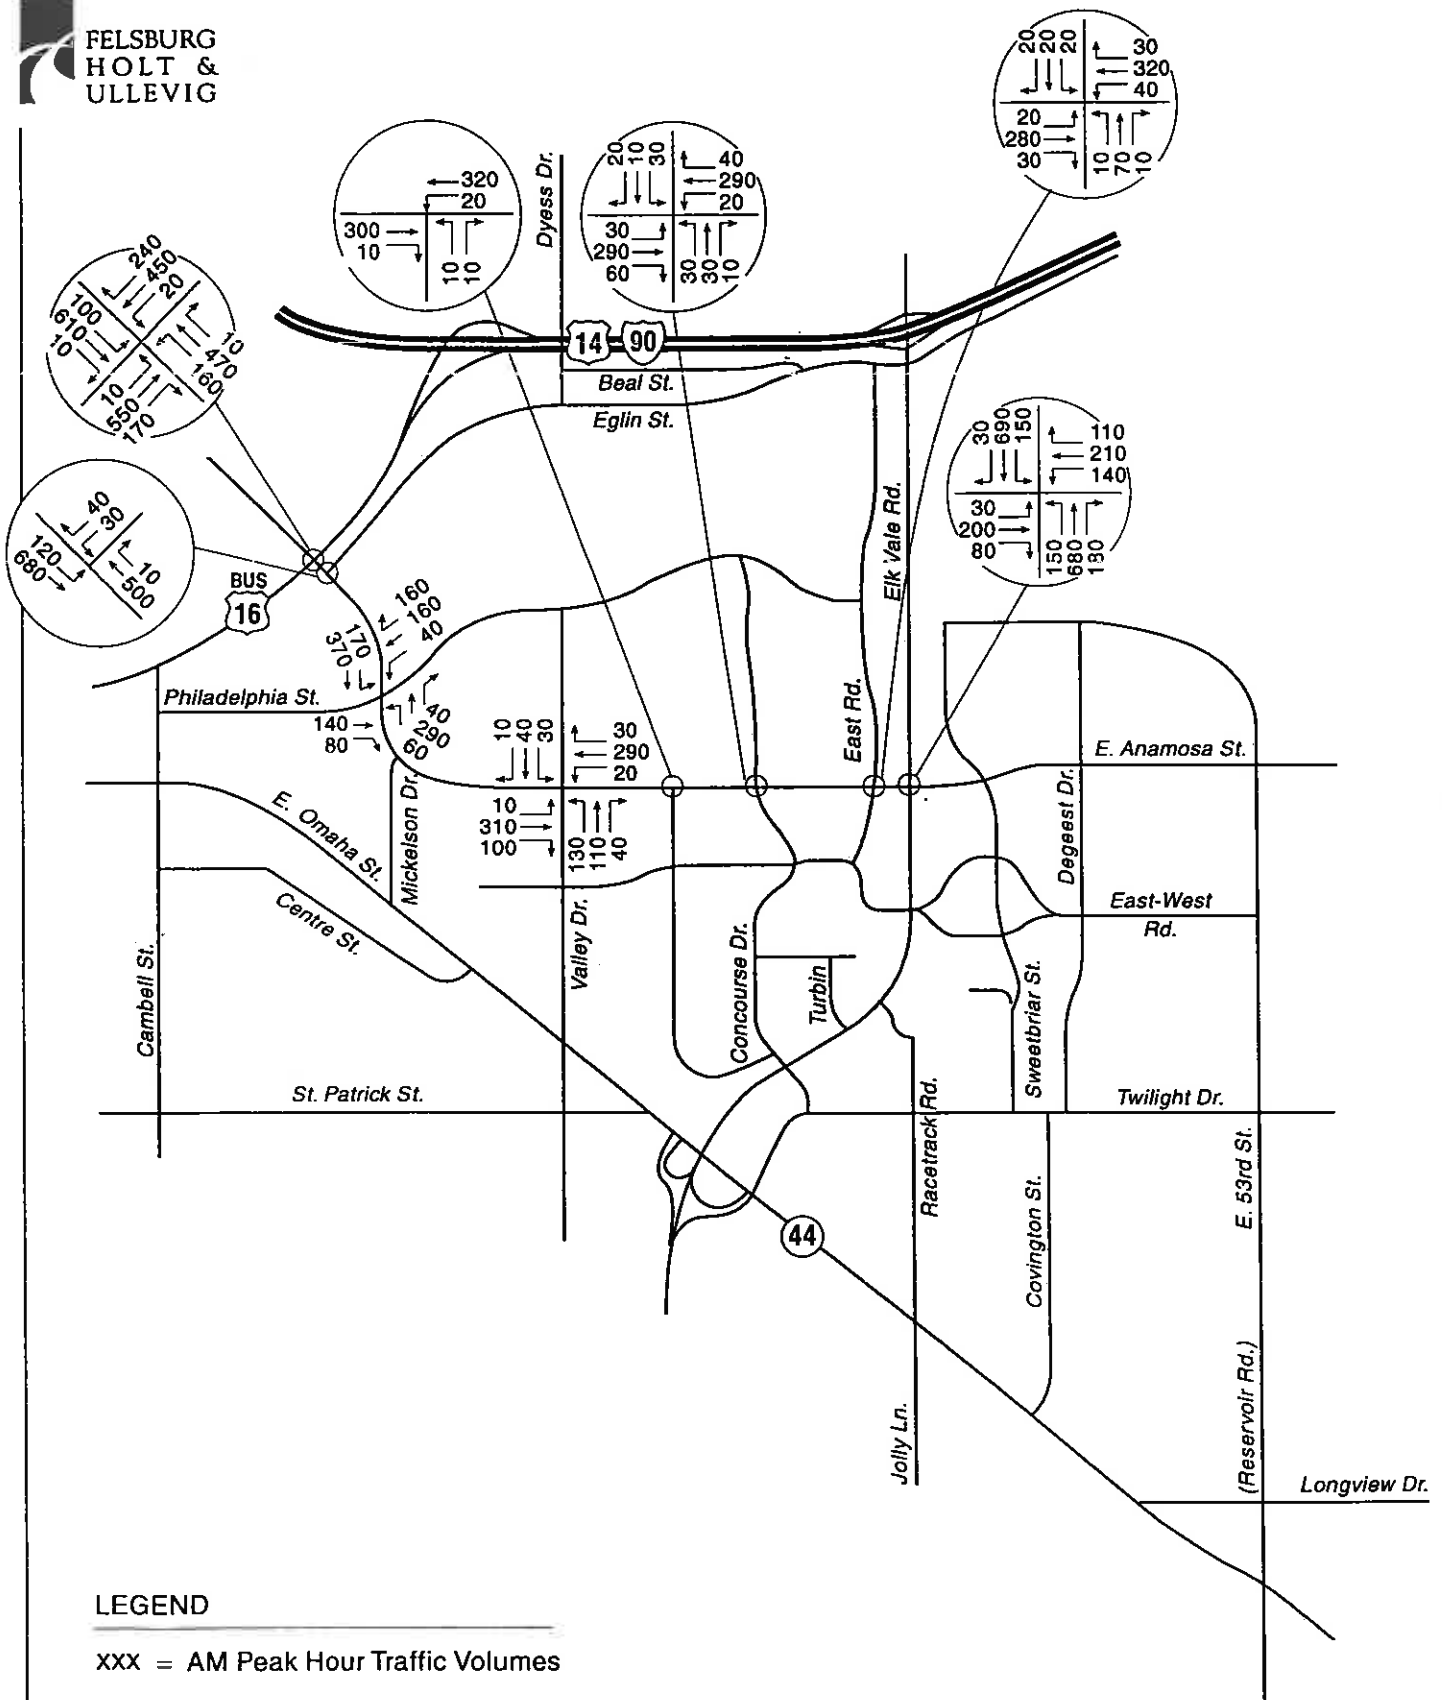 FELSBURG
HOLT &
ULLEVIG
20
20
20
30
320
40
20
280
30
10
70
10
320
20
300
10
10
10
Dyess Dr.
20
10
30
40
290
20
30
290
60
30
30
10
240
450
20
100
610
10
10
470
160
10
550
170
14
90
Beal St.
Eglin St.
30
690
150
110
210
140
30
200
80
150
680
180
40
30
120
680
10
500
BUS
16
Elk Vale Rd.
160
160
40
170
370
Philadelphia St.
140
80
40
290
60
East Rd.
10
40
30
30
290
20
10
310
100
130
110
40
E. Anamosa St.
E. Omaha St.
Mickelson Dr.
Degeest Dr.
Centre St.
East-West
Rd.
Valley Dr.
Cambell St.
Concourse Dr.
Turbin
Sweetbriar St.
St. Patrick St.
Twilight Dr.
Racetrack Rd.
E. 53rd St.
44
Covington St.
(Reservoir Rd.)
Jolly Ln.
Longview Dr.
LEGEND
XXX = AM Peak Hour Traffic Volumes